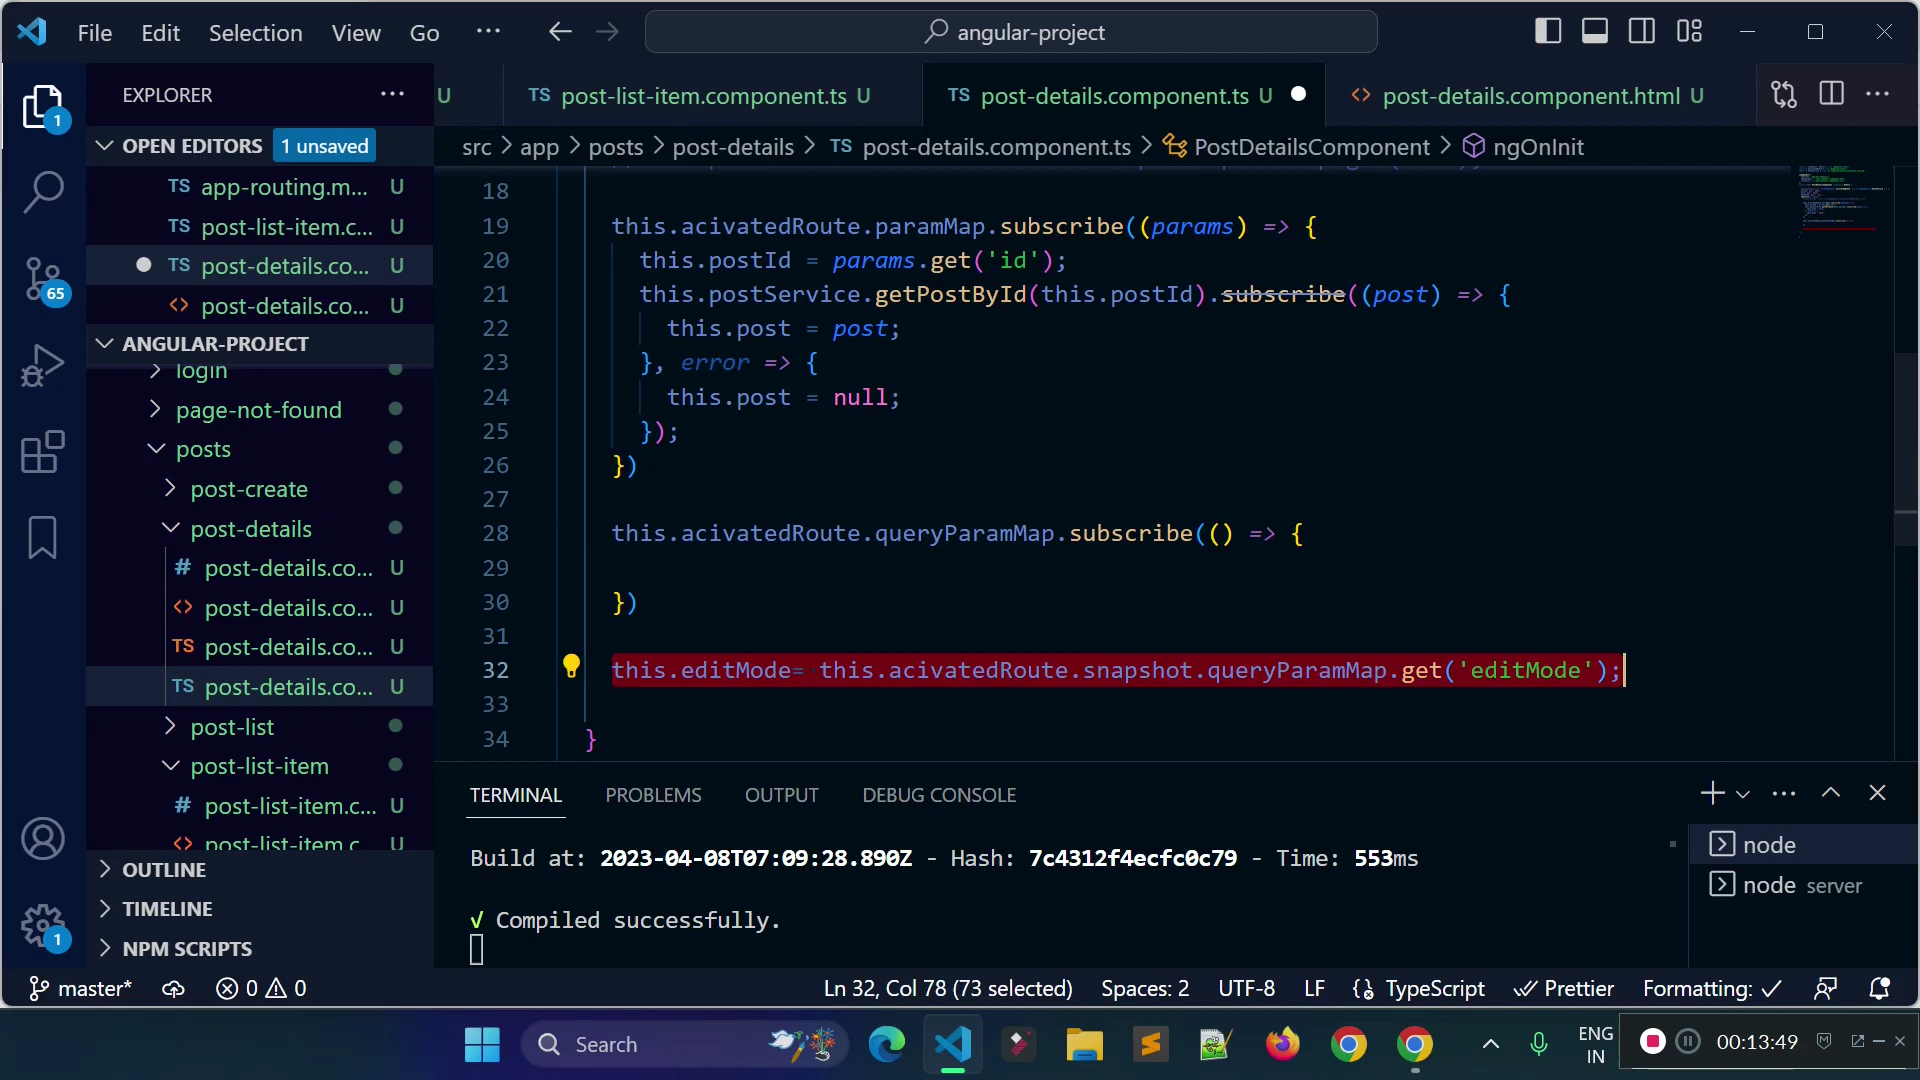 File Edit Selection View Go ··· angular-project
EXPLORER ···
U
TS post-list-item.component.ts U
TS post-details.component.ts U
<> post-details.component.html U
OPEN EDITORS 1 unsaved
src > app > posts > post-details > TS post-details.component.ts > PostDetailsComponent > ngOnInit
TS app-routing.m... U
TS post-list-item.c... U
TS post-details.co... U
<> post-details.co... U
ANGULAR-PROJECT
login
page-not-found
posts
post-create
post-details
# post-details.co... U
<> post-details.co... U
TS post-details.co... U
TS post-details.co... U
post-list
post-list-item
# post-list-item.c... U
<> post-list-item.c U
OUTLINE
TIMELINE
NPM SCRIPTS
1
65
1
18
19 this.acivatedRoute.paramMap.subscribe((params) => {
20 this.postId = params.get('id');
21 this.postService.getPostById(this.postId).subscribe((post) => {
22 this.post = post;
23 }, error => {
24 this.post = null;
25 });
26 })
27
28 this.acivatedRoute.queryParamMap.subscribe(() => {
29
30 })
31
32 this.editMode= this.acivatedRoute.snapshot.queryParamMap.get('editMode');
33
34 }
TERMINAL PROBLEMS OUTPUT DEBUG CONSOLE
Build at: 2023-04-08T07:09:28.890Z - Hash: 7c4312f4ecfc0c79 - Time: 553ms
√ Compiled successfully.
node
node server
master* 0 0 Ln 32, Col 78 (73 selected) Spaces: 2 UTF-8 LF TypeScript Prettier Formatting: ✓
Search
ENG
IN
00:13:49